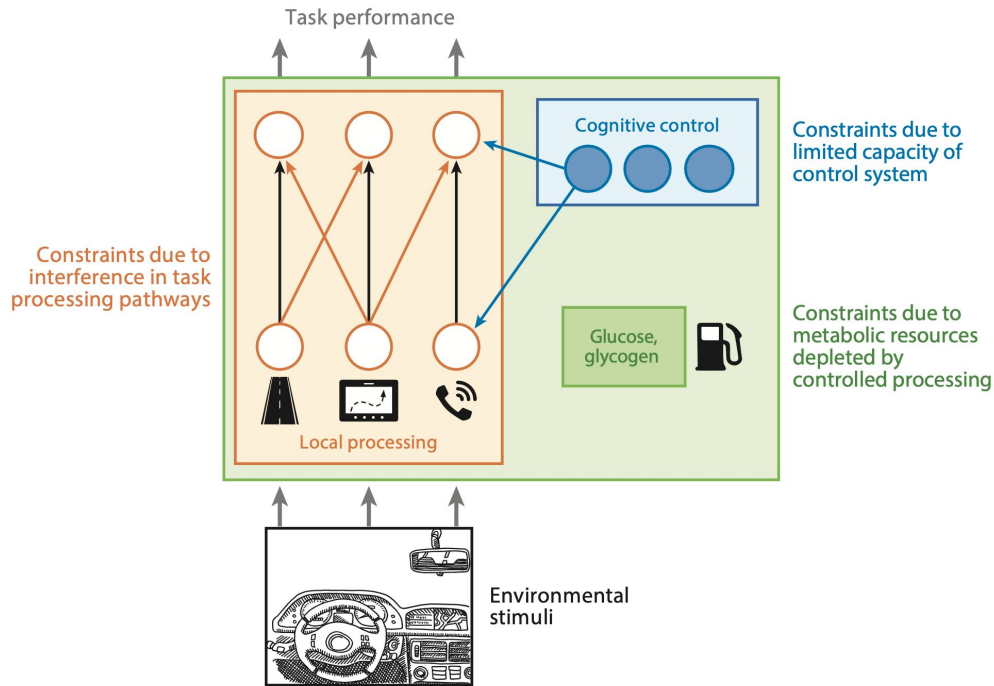 Task performance
Cognitive control
Constraints due to
limited capacity of
control system
Constraints due to
interference in task
processing pathways
Glucose,
glycogen
Constraints due to
metabolic resources
depleted by
controlled processing
Local processing
Environmental
stimuli